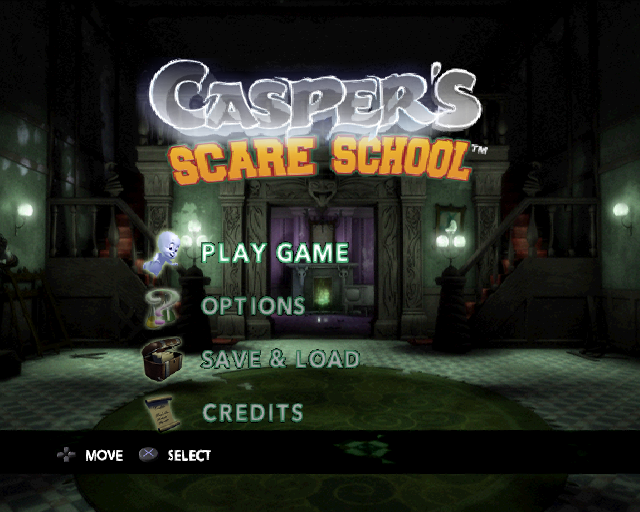 CASPER'S
SCARE SCHOOL™
PLAY GAME
OPTIONS
SAVE & LOAD
CREDITS
MOVE SELECT